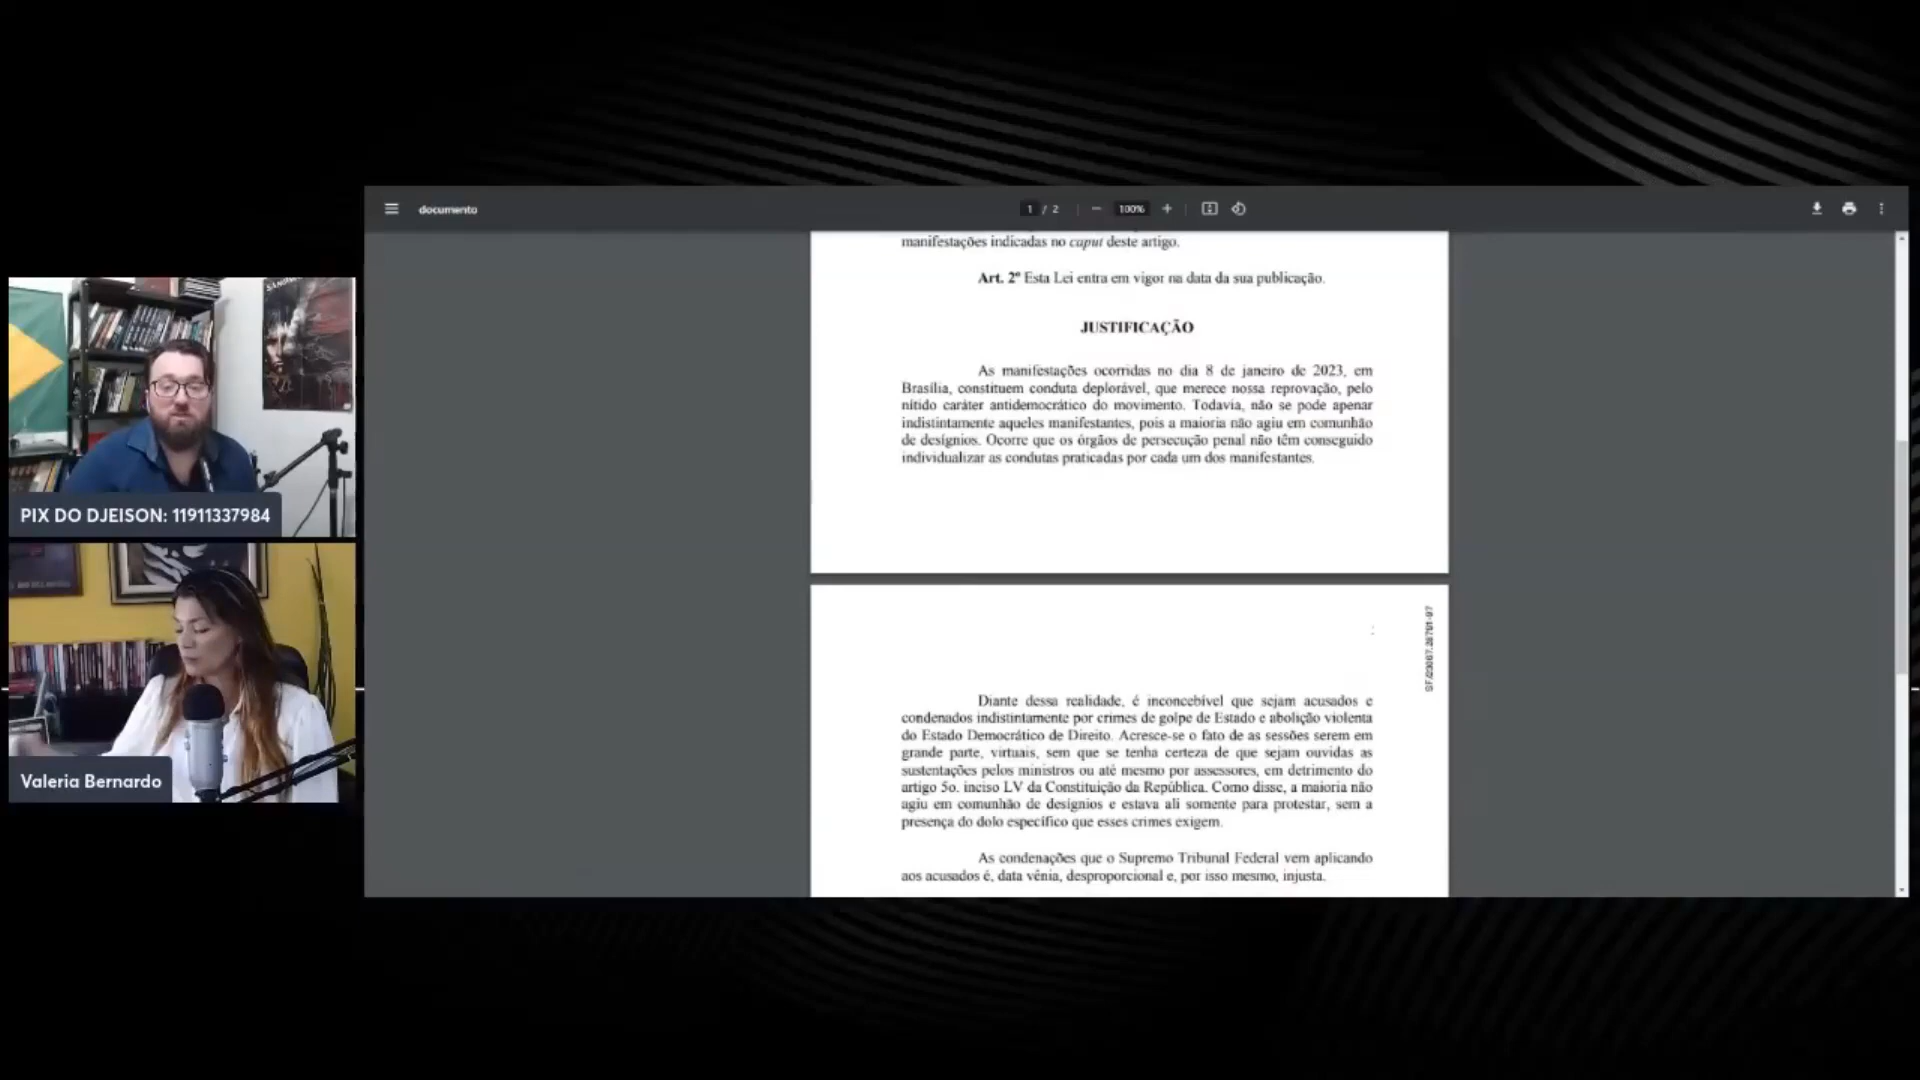 documento
1 / 2
100%
manifestações indicadas no caput deste artigo.
Art. 2º Esta Lei entra em vigor na data da sua publicação.
JUSTIFICAÇÃO
As manifestações ocorridas no dia 8 de janeiro de 2023, em
Brasília, constituem conduta deplorável, que merece nossa reprovação, pelo
nítido caráter antidemocrático do movimento. Todavia, não se pode apenar
indistintamente aqueles manifestantes, pois a maioria não agiu em comunhão
de desígnios. Ocorre que os órgãos de persecução penal não têm conseguido
individualizar as condutas praticadas por cada um dos manifestantes.
Diante dessa realidade, é inconcebível que sejam acusados e
condenados indistintamente por crimes de golpe de Estado e abolição violenta
do Estado Democrático de Direito. Acresce-se o fato de as sessões serem em
grande parte, virtuais, sem que se tenha certeza de que sejam ouvidas as
sustentações pelos ministros ou até mesmo por assessores, em detrimento do
artigo 5o. inciso LV da Constituição da República. Como disse, a maioria não
agiu em comunhão de desígnios e estava ali somente para protestar, sem a
presença do dolo específico que esses crimes exigem.
As condenações que o Supremo Tribunal Federal vem aplicando
aos acusados é, data vênia, desproporcional e, por isso mesmo, injusta.
PIX DO DJEISON: 11911337984
Valeria Bernardo